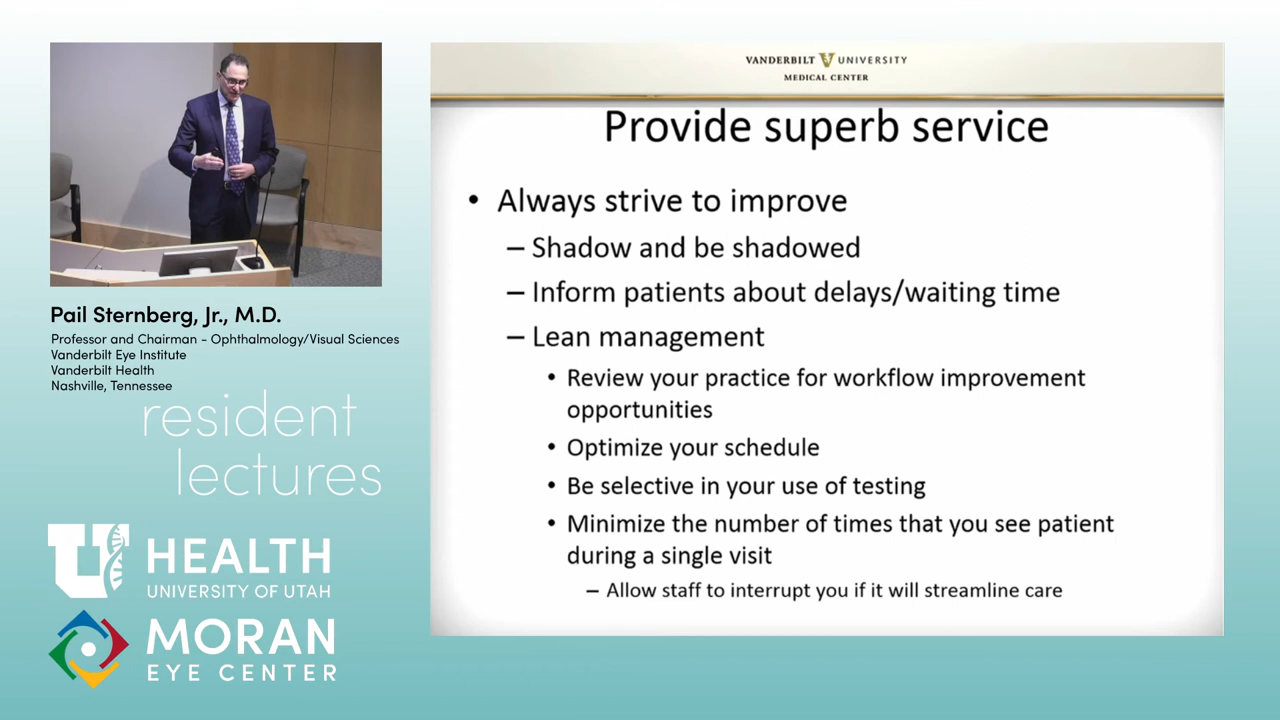 VANDERBILT UNIVERSITY
MEDICAL CENTER
Provide superb service
• Always strive to improve
– Shadow and be shadowed
– Inform patients about delays/waiting time
– Lean management
• Review your practice for workflow improvement
opportunities
• Optimize your schedule
• Be selective in your use of testing
• Minimize the number of times that you see patient
during a single visit
– Allow staff to interrupt you if it will streamline care
Pail Sternberg, Jr., M.D.
Professor and Chairman - Ophthalmology/Visual Sciences
Vanderbilt Eye Institute
Vanderbilt Health
Nashville, Tennessee
resident
lectures
U HEALTH
UNIVERSITY OF UTAH
MORAN
EYE CENTER